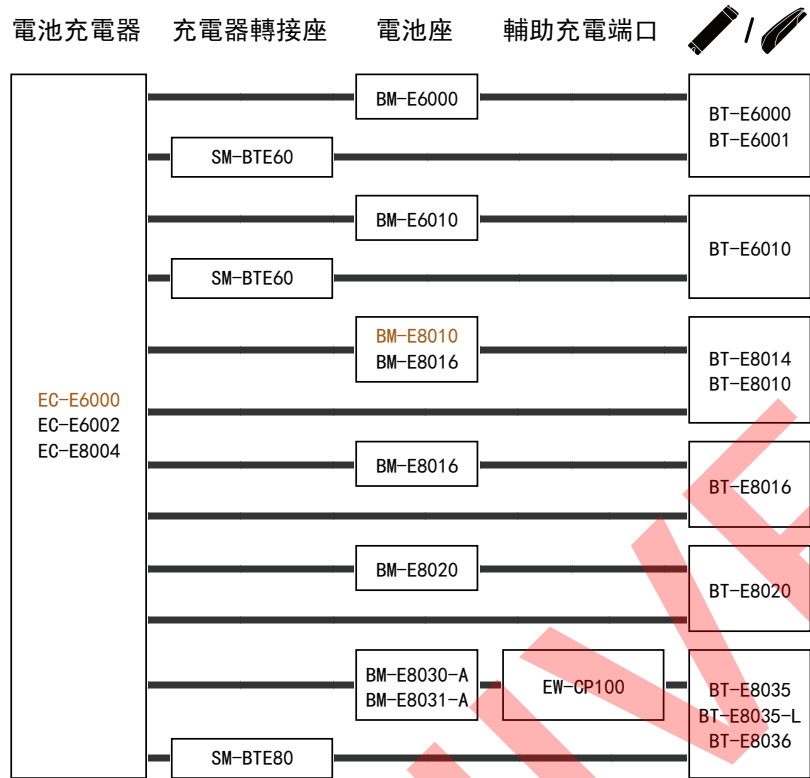 電池充電器 充電器轉接座 電池座 輔助充電端口 /
BM-E6000
BT-E6000
BT-E6001
SM-BTE60
BM-E6010
BT-E6010
SM-BTE60
BM-E8010
BM-E8016
BT-E8014
BT-E8010
EC-E6000
EC-E6002
EC-E8004
BM-E8016
BT-E8016
BM-E8020
BT-E8020
BM-E8030-A
BM-E8031-A
EW-CP100
BT-E8035
BT-E8035-L
BT-E8036
SM-BTE80